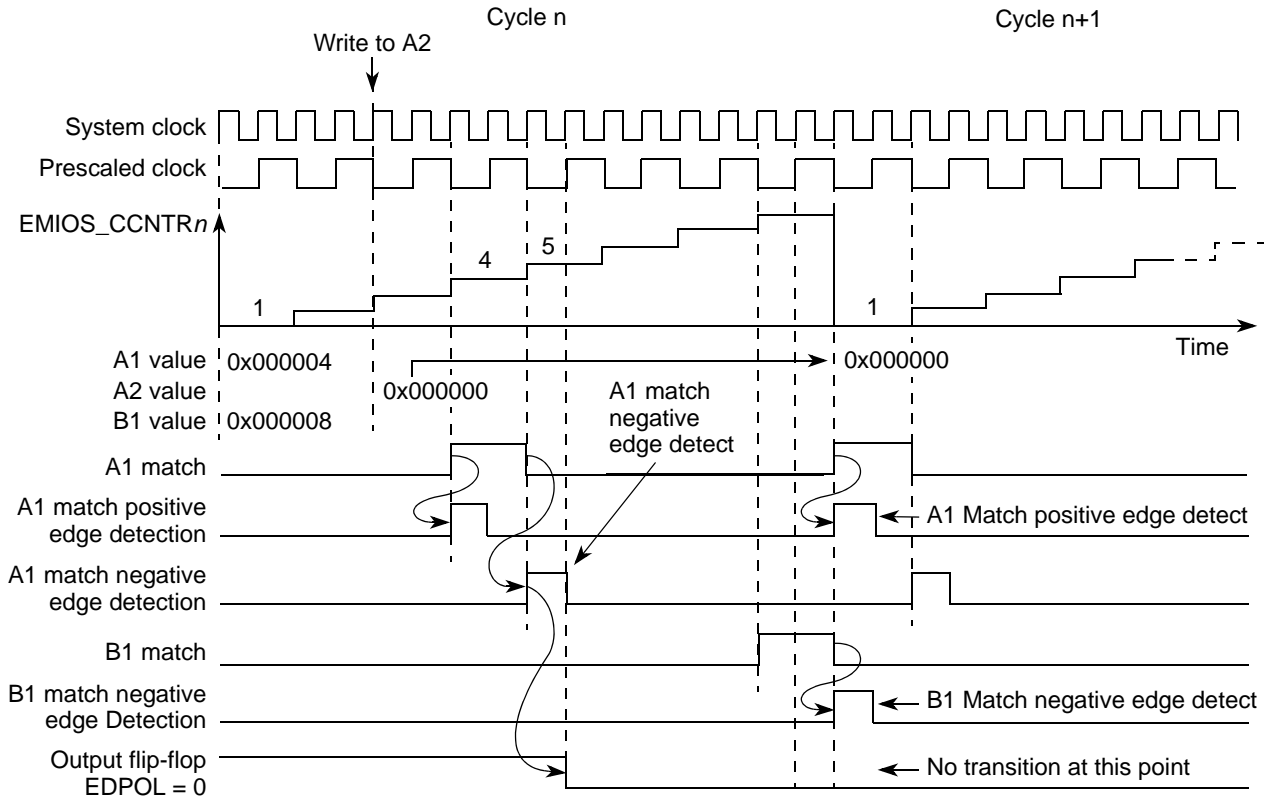 Cycle n
Cycle n+1
Write to A2
System clock
Prescaled clock
EMIOS_CCNTRn
4
5
1
1
Time
A1 value
0x000004
0x000000
A2 value
0x000000
B1 value
0x000008
A1 match
negative
edge detect
A1 match
A1 match positive
edge detection
A1 Match positive edge detect
A1 match negative
edge detection
B1 match
B1 match negative
edge Detection
B1 Match negative edge detect
Output flip-flop
EDPOL = 0
No transition at this point